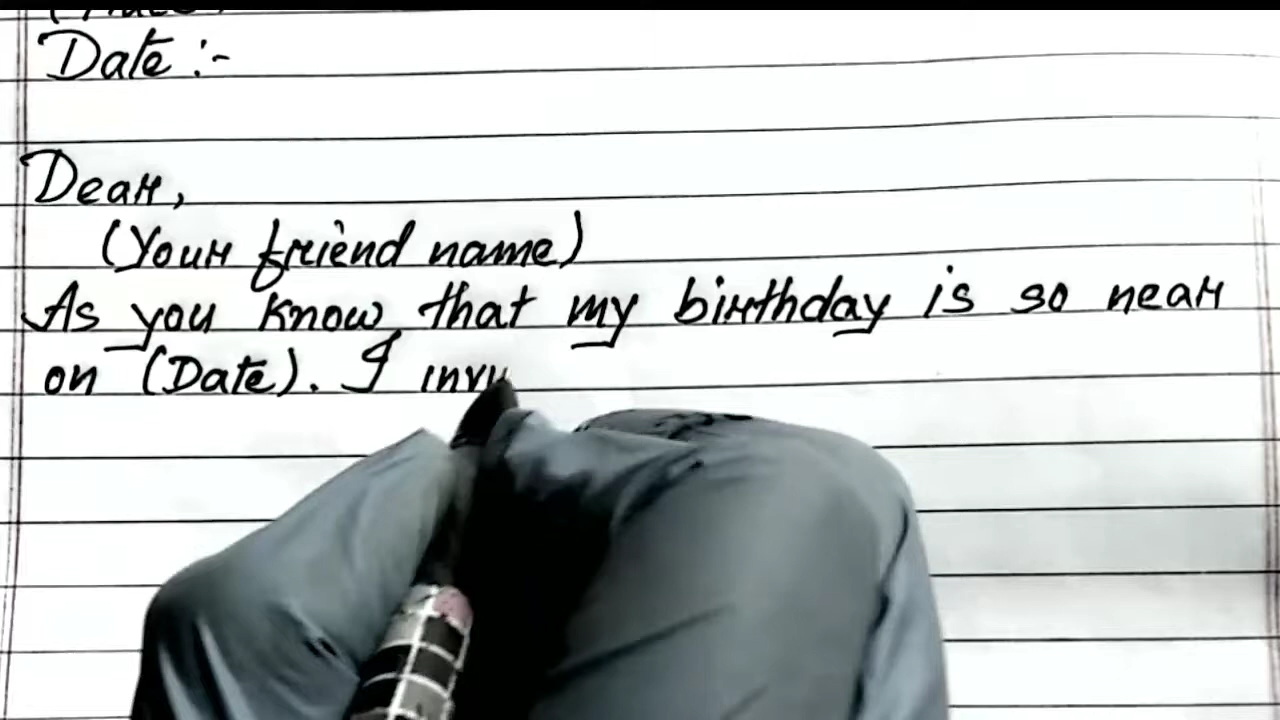 Date :-
Dear,
(Your friend name)
As you know that my birthday is so near
on (Date). I